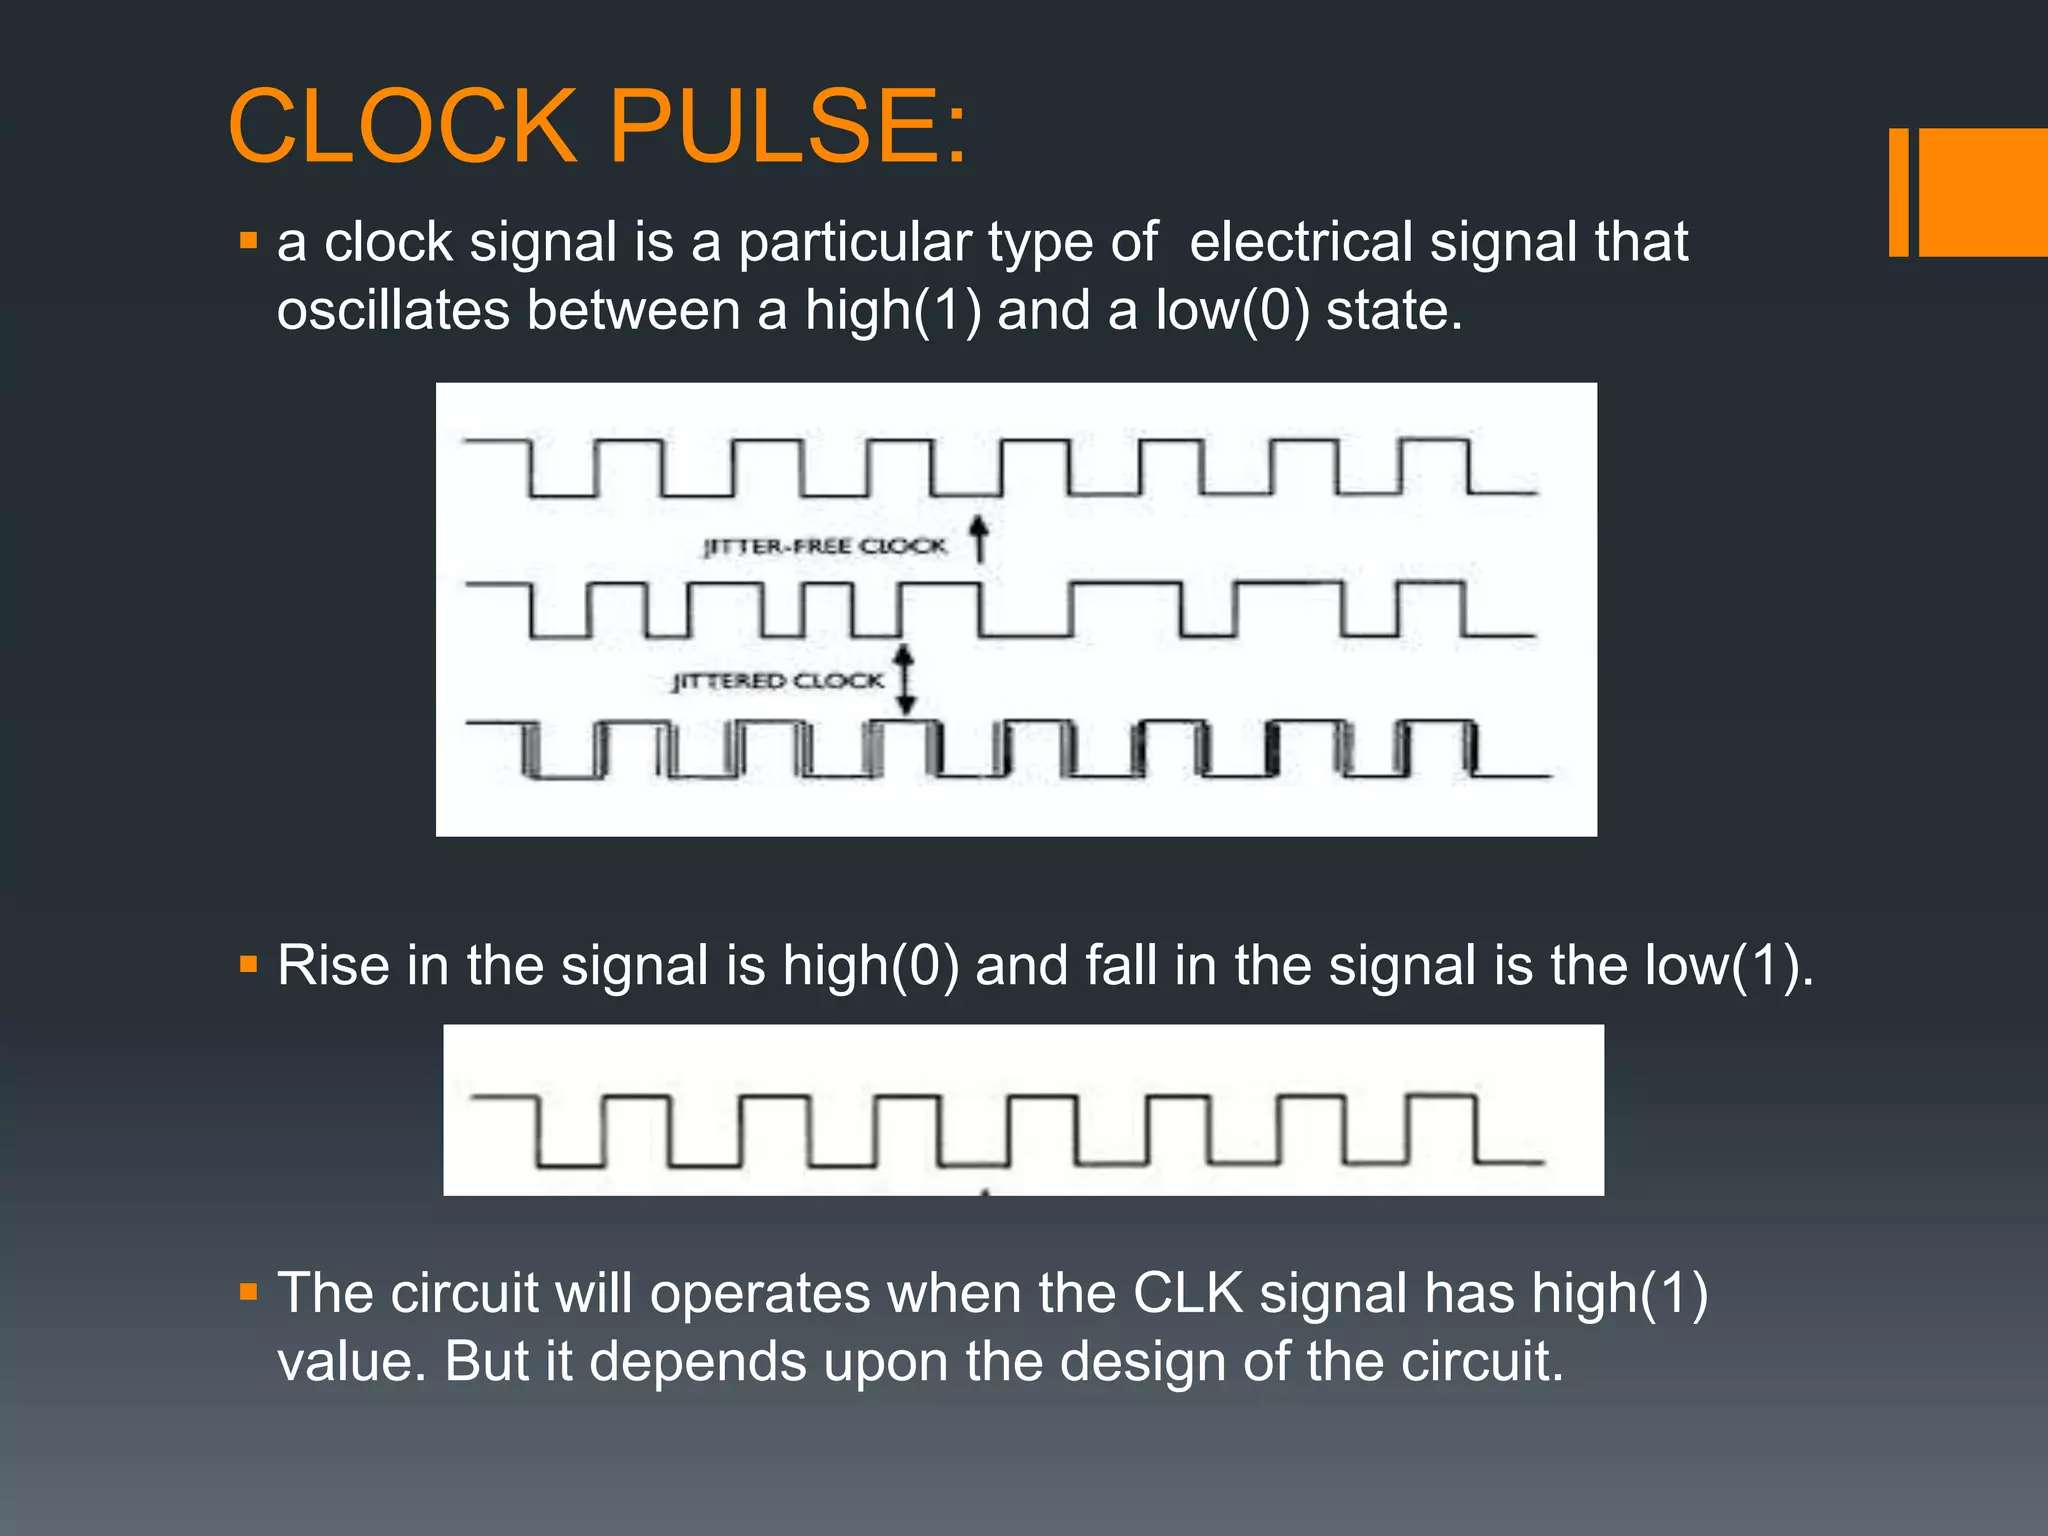 CLOCK PULSE:
a clock signal is a particular type of  electrical signal that
oscillates between a high(1) and a low(0) state.
JITTER-FREE CLOCK
JITTERED CLOCK
Rise in the signal is high(0) and fall in the signal is the low(1).
The circuit will operates when the CLK signal has high(1)
value. But it depends upon the design of the circuit.